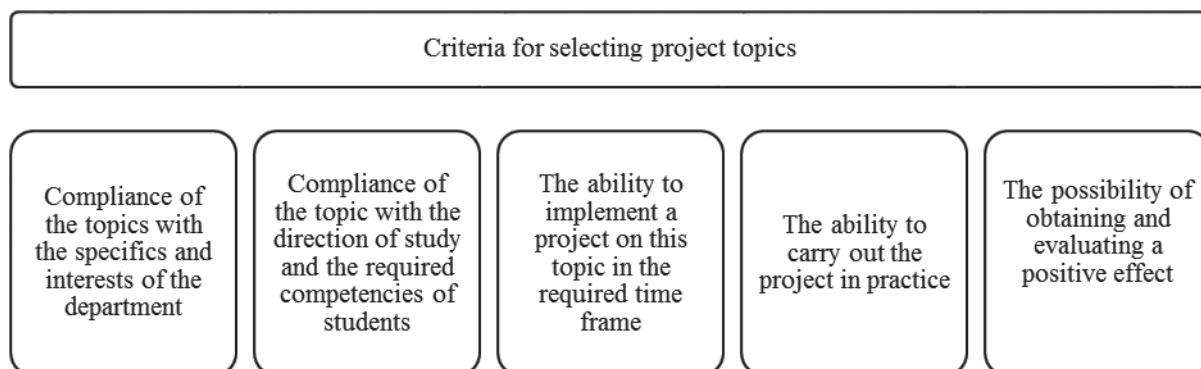 Criteria for selecting project topics
Compliance of
the topics with
the specifics and
interests of the
department
Compliance of
the topic with the
direction of study
and the required
competencies of
students
The ability to
implement a
project on this
topic in the
required time
frame
The ability to
carry out the
project in practice
The possibility of
obtaining and
evaluating a
positive effect